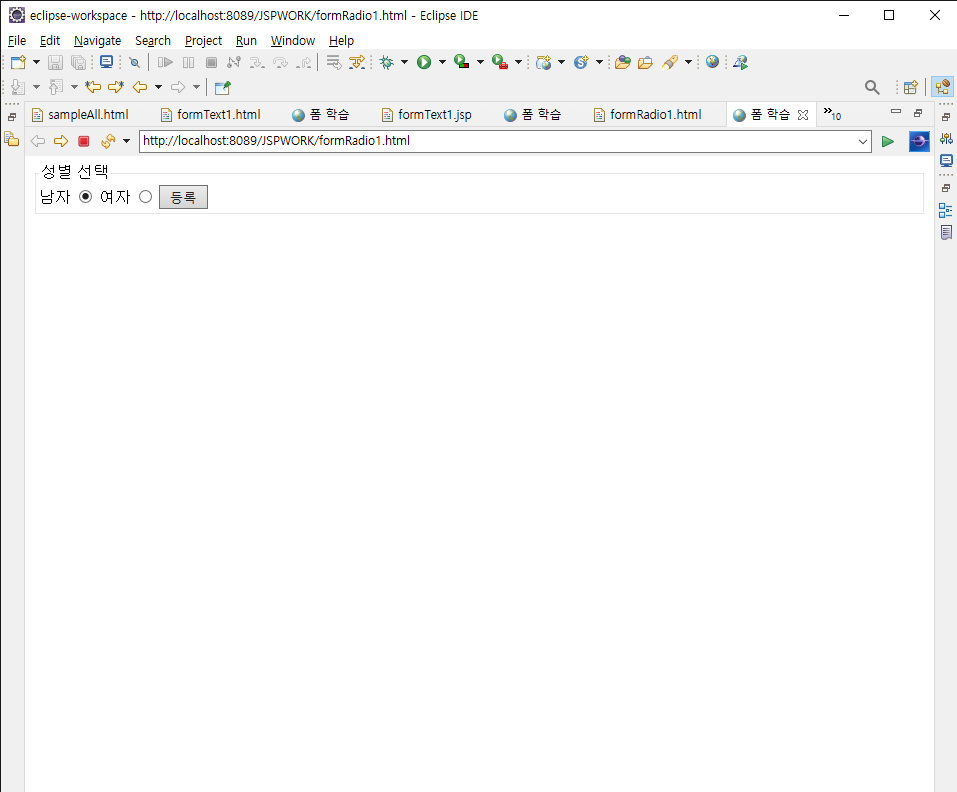 eclipse-workspace - http://localhost:8089/JSPWORK/formRadio1.html - Eclipse IDE
File Edit Navigate Search Project Run Window Help
sampleAll.html formText1.html 폼 학습 formText1.jsp 폼 학습 formRadio1.html 폼 학습 »10
http://localhost:8089/JSPWORK/formRadio1.html
성별 선택
남자 여자 등록